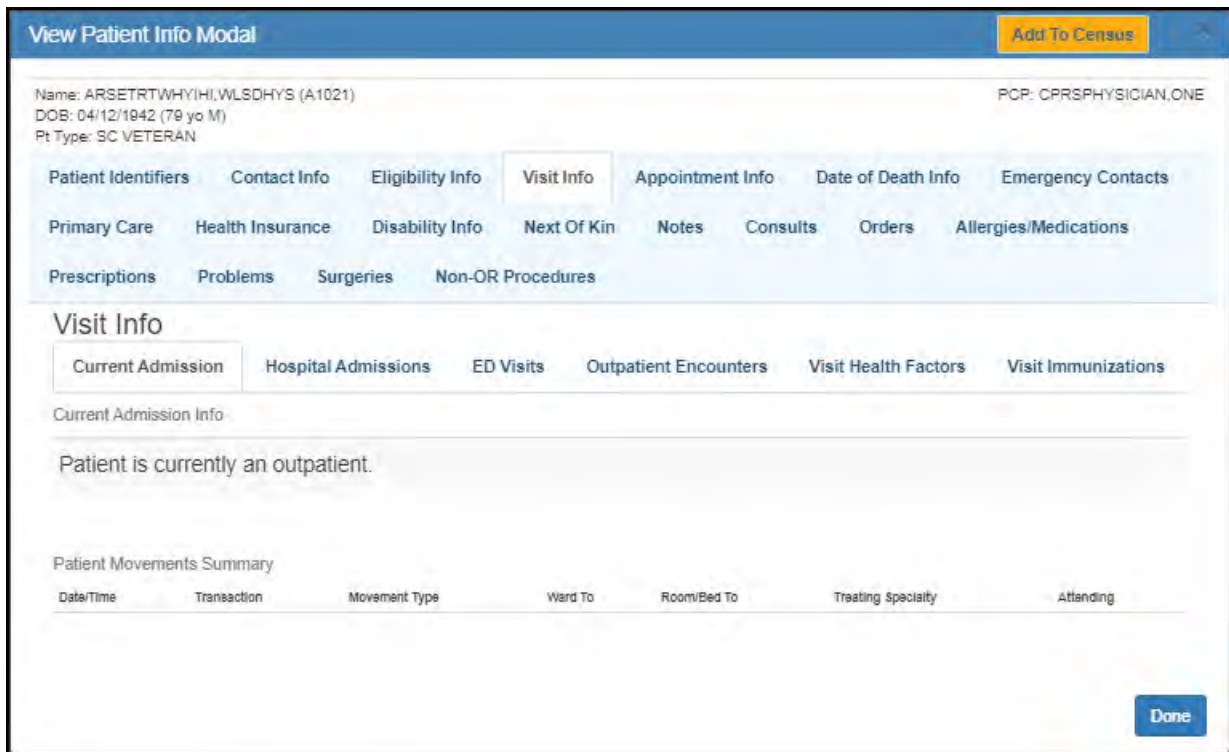 View Patient Info Modal Add To Census ×
Name: ARSETRTWHYIHI,WLSDHYS (A1021) PCP: CPRSPHYSICIAN,ONE
DOB: 04/12/1942 (79 yo M)
Pt Type: SC VETERAN
Patient Identifiers Contact Info Eligibility Info Visit Info Appointment Info Date of Death Info Emergency Contacts
Primary Care Health Insurance Disability Info Next Of Kin Notes Consults Orders Allergies/Medications
Prescriptions Problems Surgeries Non-OR Procedures
Visit Info
Current Admission Hospital Admissions ED Visits Outpatient Encounters Visit Health Factors Visit Immunizations
Current Admission Info
Patient is currently an outpatient.
Patient Movements Summary
Date/Time Transaction Movement Type Ward To Room/Bed To Treating Specialty Attending
Done